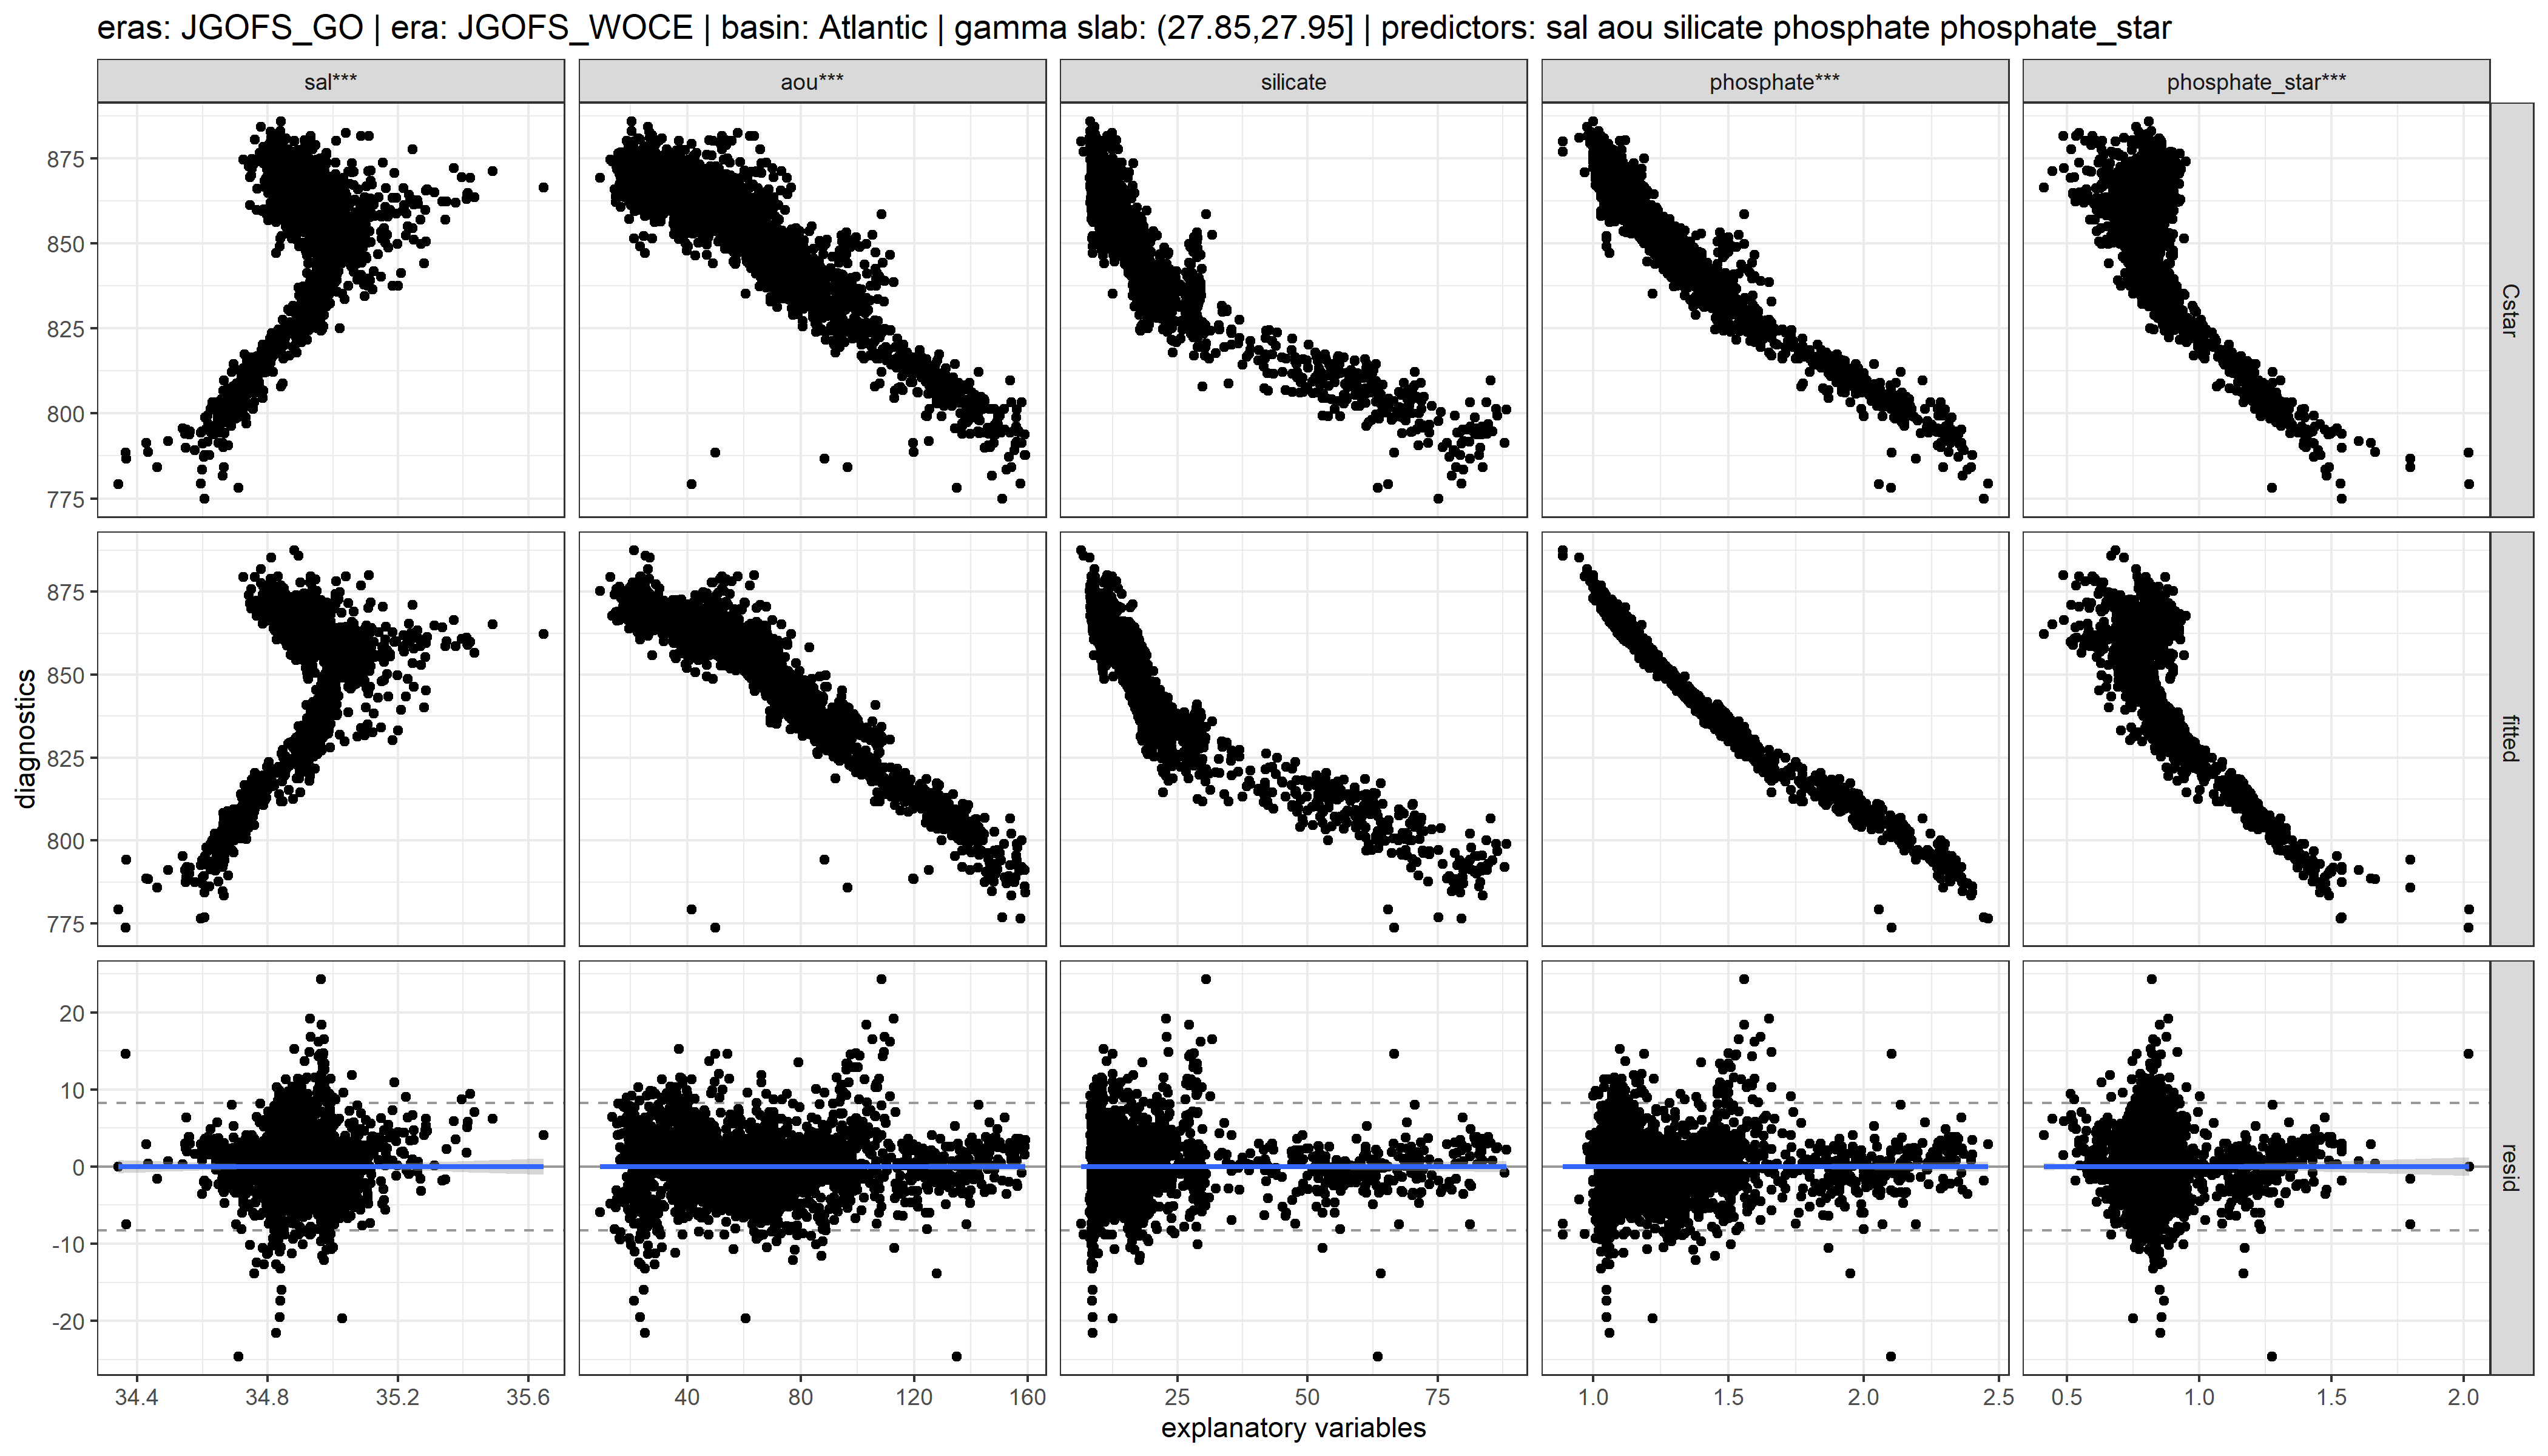 eras: JGOFS_GO | era: JGOFS_WOCE | basin: Atlantic | gamma slab: (27.85,27.95] | predictors: sal aou silicate phosphate phosphate_star
sal*** aou*** silicate phosphate*** phosphate_star***
875
850
825
800
775
Cstar
875
850
825
800
775
fitted
diagnostics
20
10
0
-10
-20
resid
34.4 34.8 35.2 35.6 40 80 120 160 25 50 75 1.0 1.5 2.0 2.5 0.5 1.0 1.5 2.0
explanatory variables